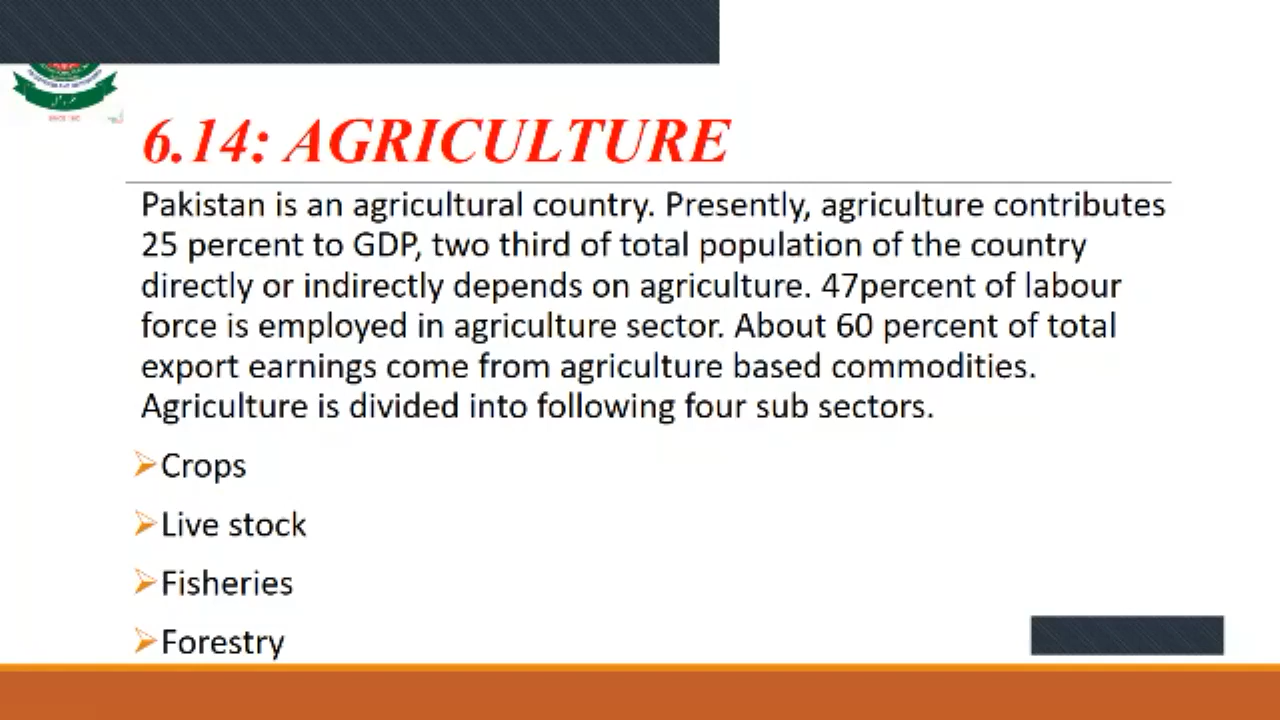 6.14: AGRICULTURE
Pakistan is an agricultural country. Presently, agriculture contributes
25 percent to GDP, two third of total population of the country
directly or indirectly depends on agriculture. 47percent of labour
force is employed in agriculture sector. About 60 percent of total
export earnings come from agriculture based commodities.
Agriculture is divided into following four sub sectors.
➢Crops
➢Live stock
➢Fisheries
➢Forestry